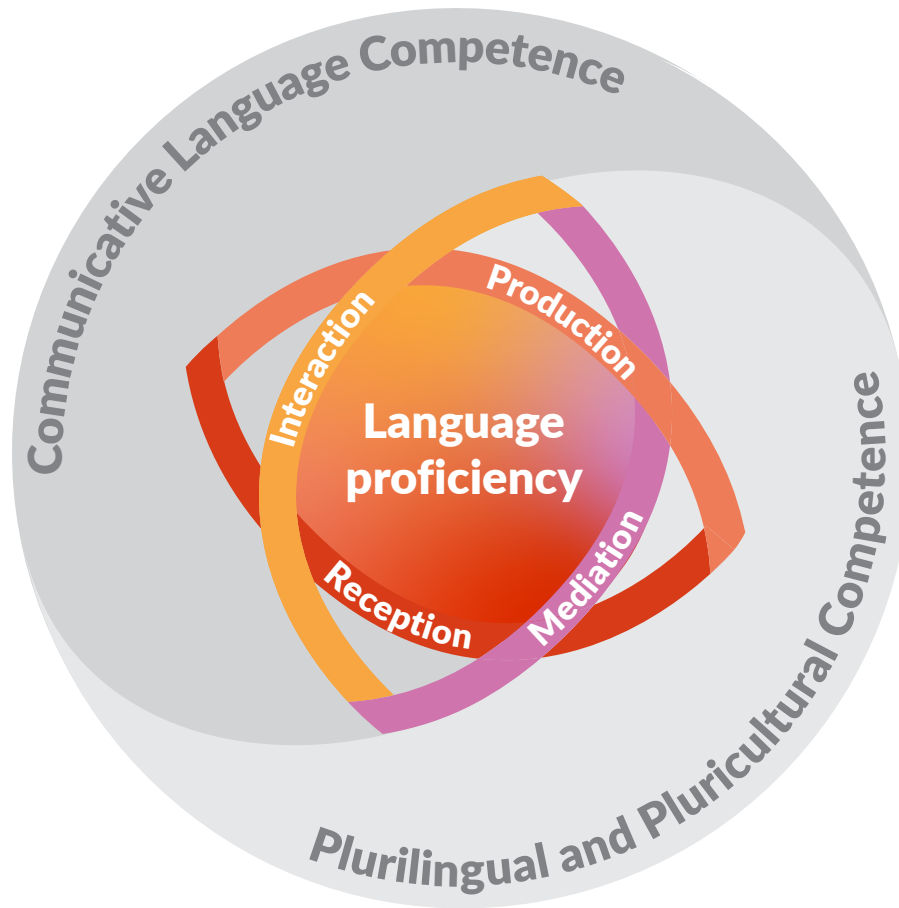 Communicative Language Competence
Production
Interaction
Language
proficiency
Reception
Mediation
Plurilingual and Pluricultural Competence